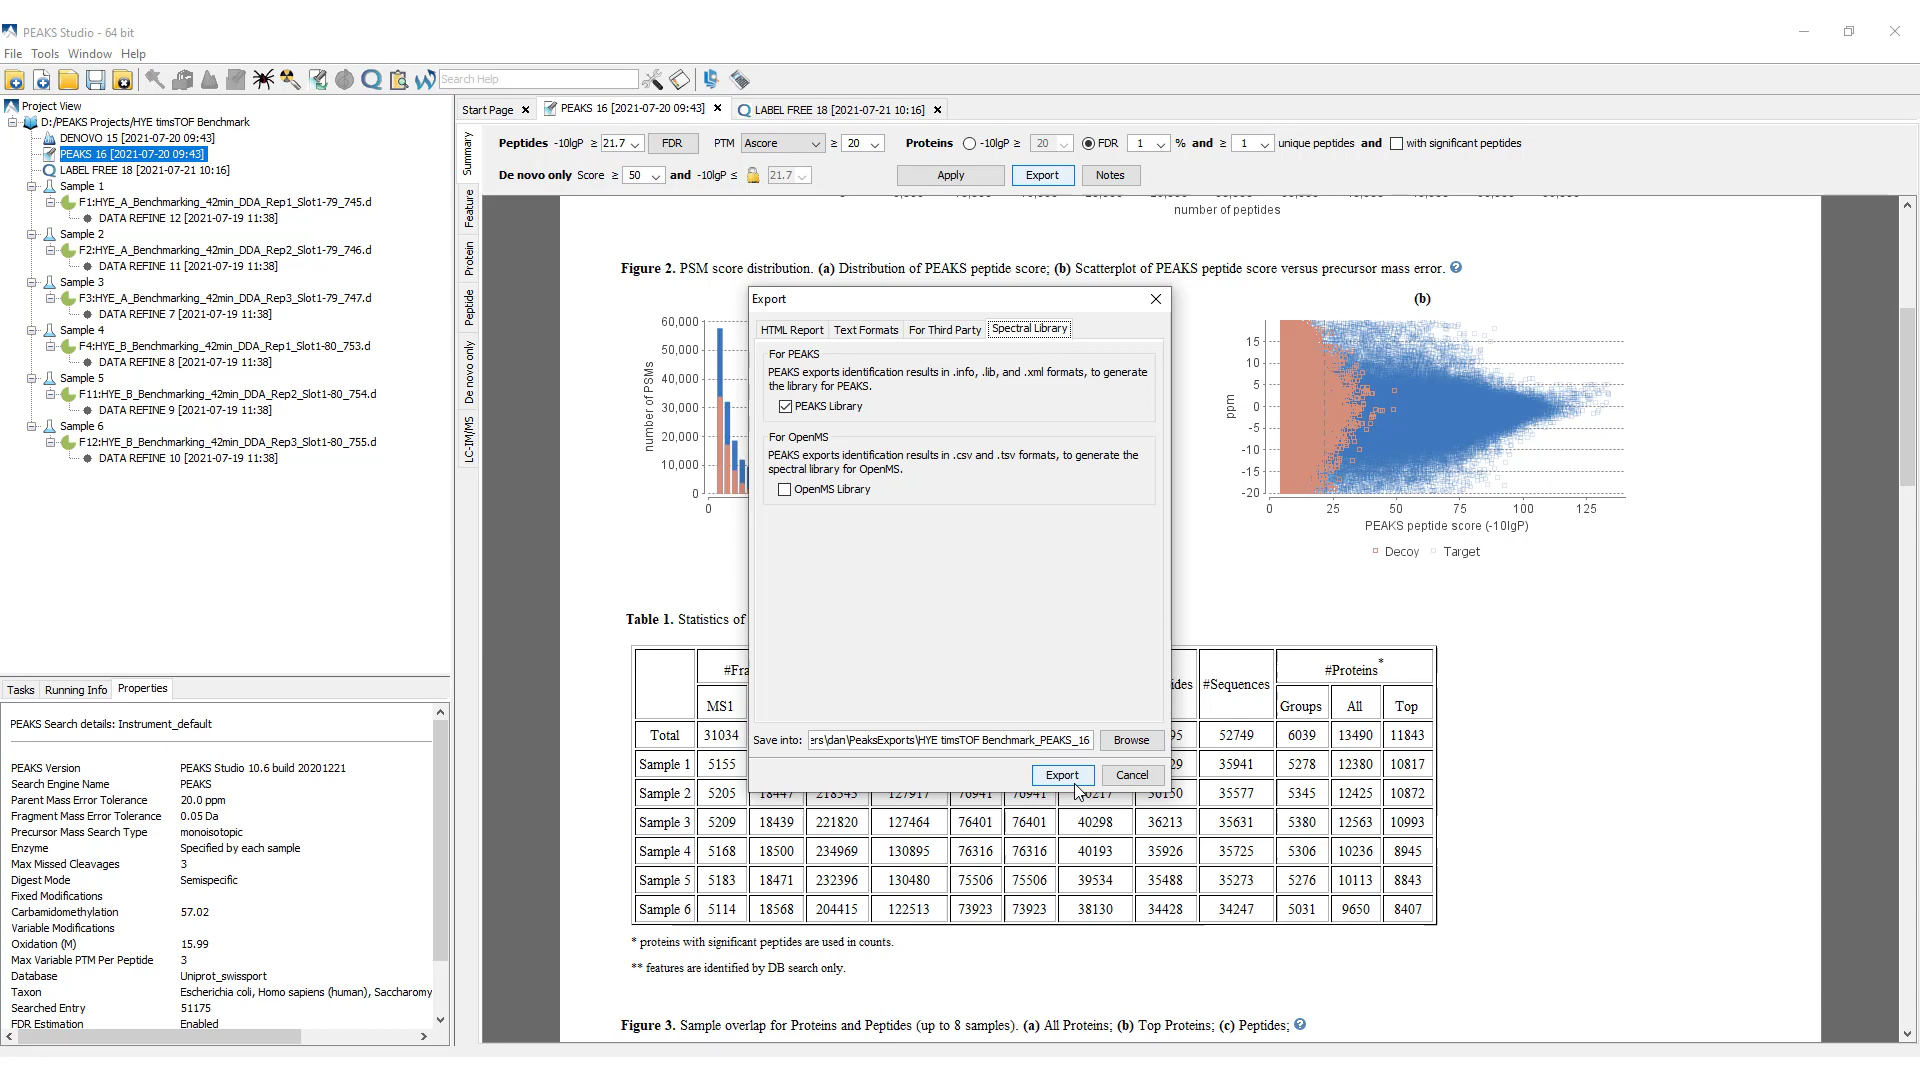 PEAKS Studio - 64 bit
File Tools Window Help
Search Help
Project View
D:/PEAKS Projects/HYE timsTOF Benchmark
DENOVO 15 [2021-07-20 09:43]
PEAKS 16 [2021-07-20 09:43]
LABEL FREE 18 [2021-07-21 10:16]
Sample 1
F1:HYE_A_Benchmarking_42min_DDA_Rep1_Slot1-79_745.d
DATA REFINE 12 [2021-07-19 11:38]
Sample 2
F2:HYE_A_Benchmarking_42min_DDA_Rep2_Slot1-79_746.d
DATA REFINE 11 [2021-07-19 11:38]
Sample 3
F3:HYE_A_Benchmarking_42min_DDA_Rep3_Slot1-79_747.d
DATA REFINE 7 [2021-07-19 11:38]
Sample 4
F4:HYE_B_Benchmarking_42min_DDA_Rep1_Slot1-80_753.d
DATA REFINE 8 [2021-07-19 11:38]
Sample 5
F11:HYE_B_Benchmarking_42min_DDA_Rep2_Slot1-80_754.d
DATA REFINE 9 [2021-07-19 11:38]
Sample 6
F12:HYE_B_Benchmarking_42min_DDA_Rep3_Slot1-80_755.d
DATA REFINE 10 [2021-07-19 11:38]
Tasks Running Info Properties
PEAKS Search details: Instrument_default
PEAKS Version PEAKS Studio 10.6 build 20201221
Search Engine Name PEAKS
Parent Mass Error Tolerance 20.0 ppm
Fragment Mass Error Tolerance 0.05 Da
Precursor Mass Search Type monoisotopic
Enzyme Specified by each sample
Max Missed Cleavages 3
Digest Mode Semispecific
Fixed Modifications
Carbamidomethylation 57.02
Variable Modifications
Oxidation (M) 15.99
Max Variable PTM Per Peptide 3
Database Uniprot_swissport
Taxon Escherichia coli, Homo sapiens (human), Saccharomy
Searched Entry 51175
FDR Estimation Enabled
Start Page PEAKS 16 [2021-07-20 09:43] LABEL FREE 18 [2021-07-21 10:16]
Summary
Feature
Protein
Peptide
De novo only
LC-IM/MS
Peptides -10lgP ≥ 21.7 FDR PTM Ascore ≥ 20 Proteins -10lgP ≥ 20 FDR 1 % and ≥ 1 unique peptides and with significant peptides
De novo only Score ≥ 50 and -10lgP ≤ 21.7 Apply Export Notes
number of peptides
Figure 2. PSM score distribution. (a) Distribution of PEAKS peptide score; (b) Scatterplot of PEAKS peptide score versus precursor mass error.
60,000
50,000
40,000
30,000
20,000
10,000
0
number of PSMs
0
Export
HTML Report Text Formats For Third Party Spectral Library
For PEAKS
PEAKS exports identification results in .info, .lib, and .xml formats, to generate
the library for PEAKS.
PEAKS Library
For OpenMS
PEAKS exports identification results in .csv and .tsv formats, to generate the
spectral library for OpenMS.
OpenMS Library
Save into: ers\dan\PeaksExports\HYE timsTOF Benchmark_PEAKS_16 Browse
Export Cancel
(b)
15
10
5
0
-5
-10
-15
-20
ppm
0 25 50 75 100 125
PEAKS peptide score (-10lgP)
Decoy Target
Table 1. Statistics of
#Fra ides #Sequences #Proteins*
MS1 Groups All Top
Total 31034 95 52749 6039 13490 11843
Sample 1 5155 29 35941 5278 12380 10817
Sample 2 5205 18447 218543 127917 76941 76941 40217 36150 35577 5345 12425 10872
Sample 3 5209 18439 221820 127464 76401 76401 40298 36213 35631 5380 12563 10993
Sample 4 5168 18500 234969 130895 76316 76316 40193 35926 35725 5306 10236 8945
Sample 5 5183 18471 232396 130480 75506 75506 39534 35488 35273 5276 10113 8843
Sample 6 5114 18568 204415 122513 73923 73923 38130 34428 34247 5031 9650 8407
* proteins with significant peptides are used in counts.
** features are identified by DB search only.
Figure 3. Sample overlap for Proteins and Peptides (up to 8 samples). (a) All Proteins; (b) Top Proteins; (c) Peptides;